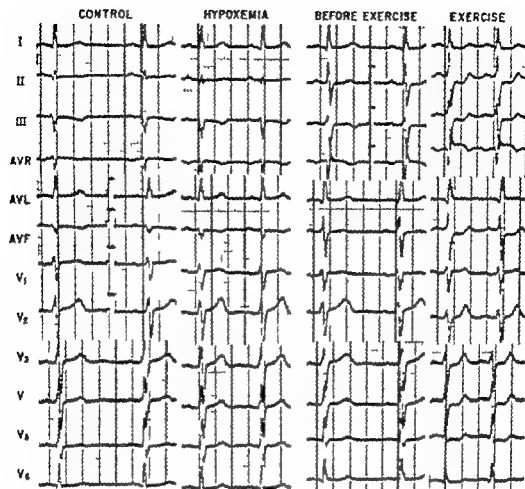 CONTROL HYPOXEMIA BEFORE EXERCISE EXERCISE
I
II
III
AVR
AVL
AVF
V1
V2
V3
V
V5
V6